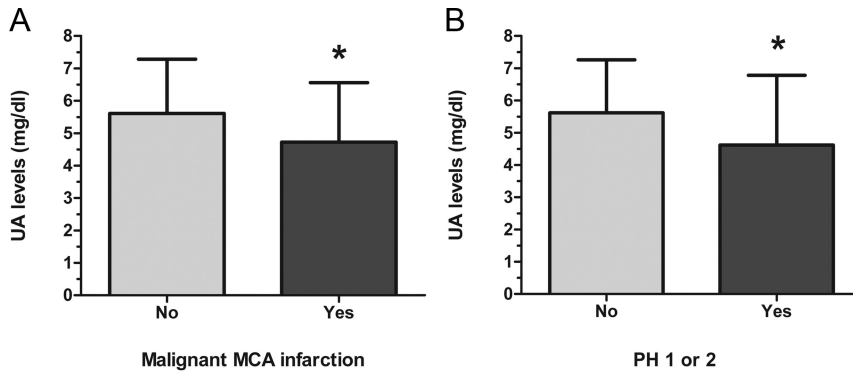 A
UA levels (mg/dl)
8
7
6
5
4
3
2
1
0
*
No Yes
Malignant MCA infarction
B
UA levels (mg/dl)
8
7
6
5
4
3
2
1
0
*
No Yes
PH 1 or 2